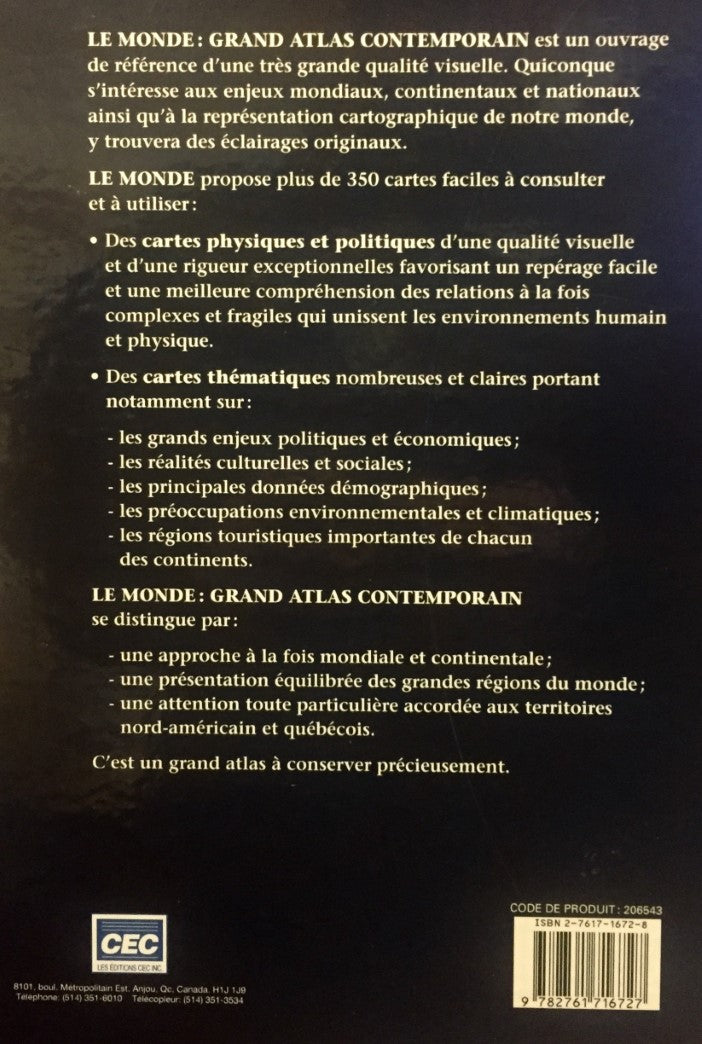 LE MONDE : GRAND ATLAS CONTEMPORAIN est un ouvrage
de référence d'une très grande qualité visuelle. Quiconque
s'intéresse aux enjeux mondiaux, continentaux et nationaux
ainsi qu'à la représentation cartographique de notre monde,
y trouvera des éclairages originaux.
LE MONDE propose plus de 350 cartes faciles à consulter
et à utiliser :
• Des cartes physiques et politiques d'une qualité visuelle
et d'une rigueur exceptionnelles favorisant un repérage facile
et une meilleure compréhension des relations à la fois
complexes et fragiles qui unissent les environnements humain
et physique.
• Des cartes thématiques nombreuses et claires portant
notamment sur :
- les grands enjeux politiques et économiques ;
- les réalités culturelles et sociales ;
- les principales données démographiques ;
- les préoccupations environnementales et climatiques ;
- les régions touristiques importantes de chacun
des continents.
LE MONDE : GRAND ATLAS CONTEMPORAIN
se distingue par :
- une approche à la fois mondiale et continentale ;
- une présentation équilibrée des grandes régions du monde ;
- une attention toute particulière accordée aux territoires
nord-américain et québécois.
C'est un grand atlas à conserver précieusement.
CODE DE PRODUIT : 206543
ISBN 2-7617-1672-8
9 782761 716727
CEC
LES ÉDITIONS CEC INC.
8101, boul. Métropolitain Est, Anjou, Qc, Canada. H1J 1J9
Téléphone: (514) 351-6010 Télécopieur: (514) 351-3534